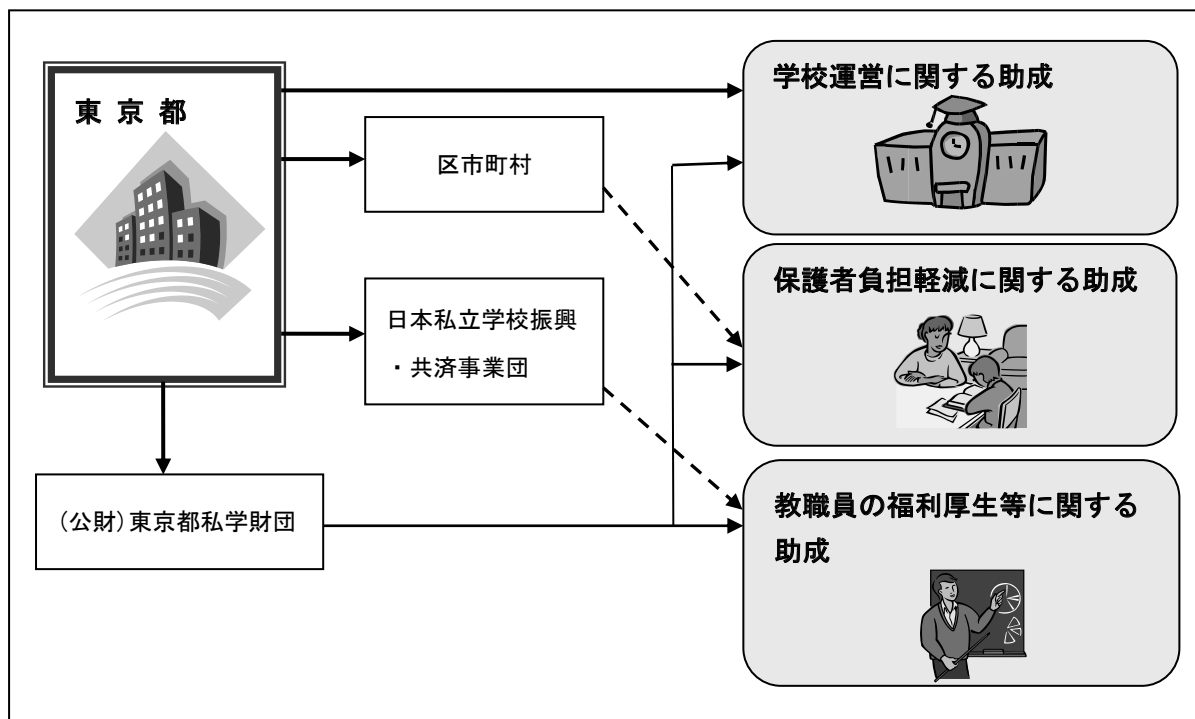 東 京 都
学校運営に関する助成
区市町村
保護者負担軽減に関する助成
日本私立学校振興
・共済事業団
(公財)東京都私学財団
教職員の福利厚生等に関する
助成